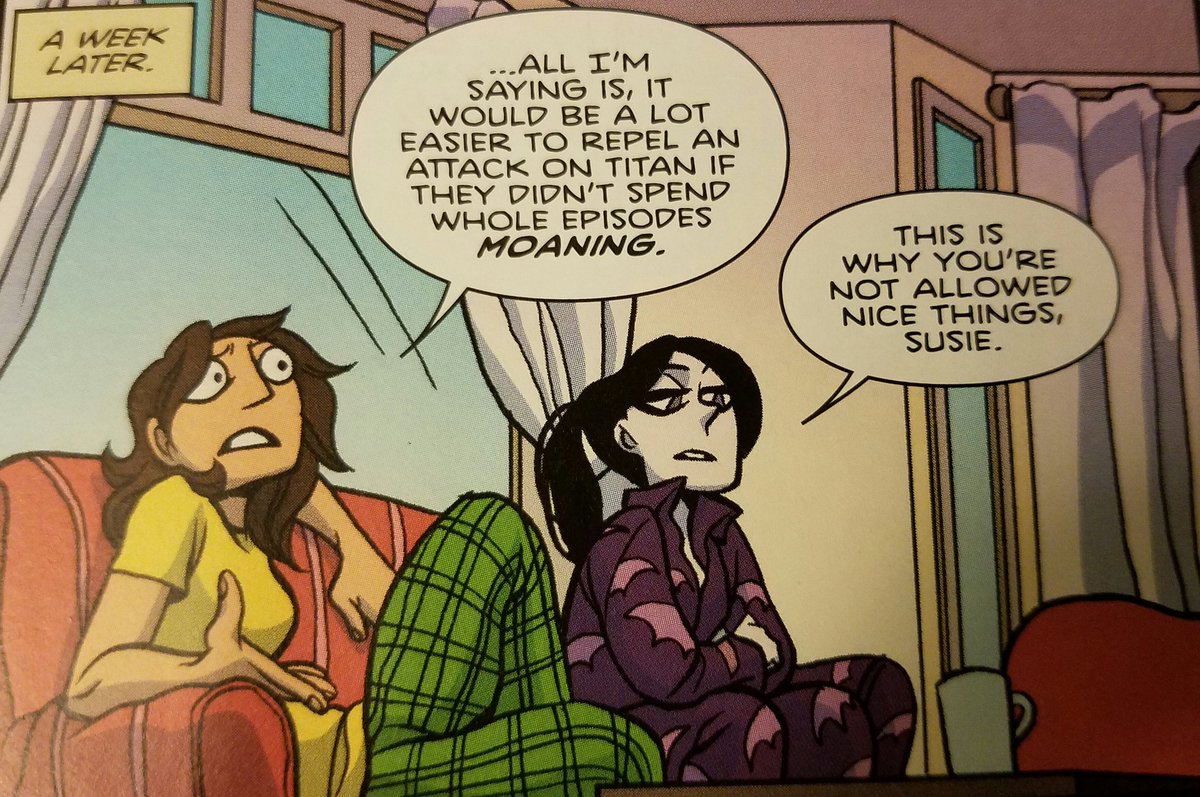 A WEEK
LATER.
...ALL I'M
SAYING IS, IT
WOULD BE A LOT
EASIER TO REPEL AN
ATTACK ON TITAN IF
THEY DIDN'T SPEND
WHOLE EPISODES
MOANING.
THIS IS
WHY YOU'RE
NOT ALLOWED
NICE THINGS,
SUSIE.